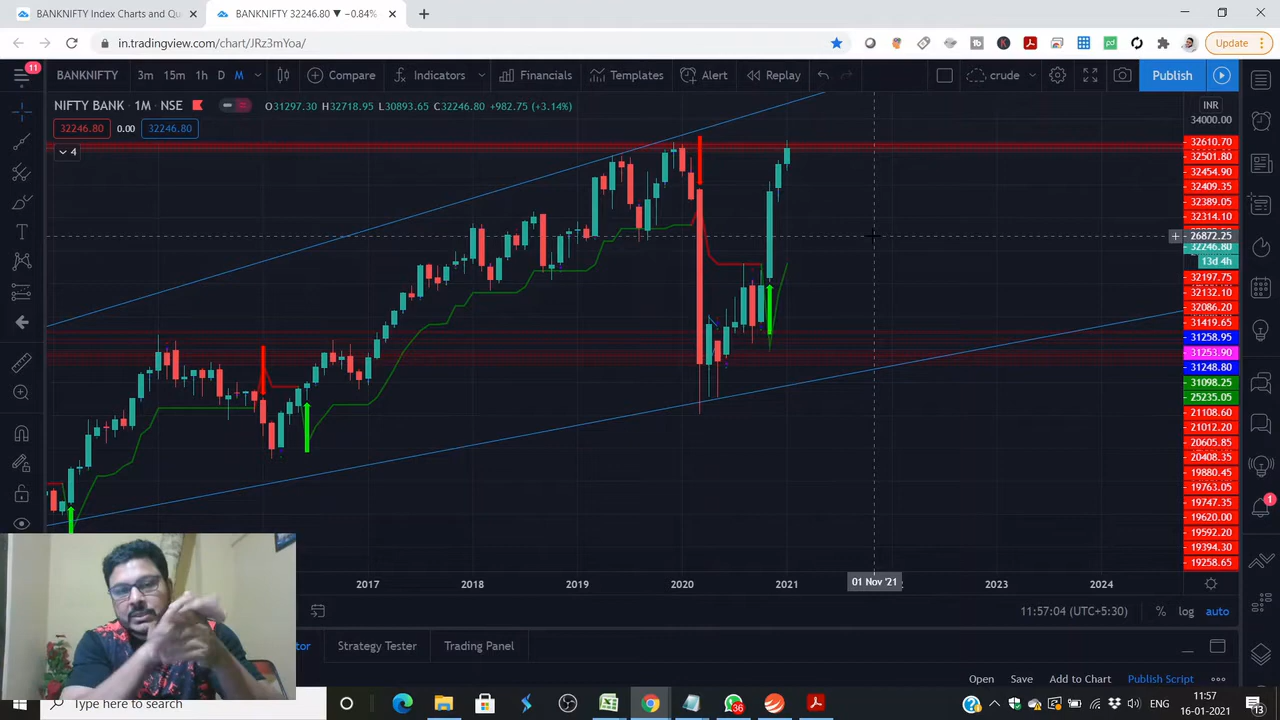 BANKNIFTY Index Charts and Qu
BANKNIFTY 32246.80 ▼ −0.84%
in.tradingview.com/chart/JRz3mYoa/
Update
11
BANKNIFTY 3m 15m 1h D M Compare Indicators Financials Templates Alert Replay crude Publish
NIFTY BANK · 1M · NSE O31297.30 H32718.95 L30893.65 C32246.80 +982.75 (+3.14%)
32246.80 0.00 32246.80
4
INR
34000.00
32610.70
32501.80
32454.90
32409.35
32389.05
32314.10
26872.25
32246.80
13d 4h
32197.75
32132.10
32086.20
31419.65
31258.95
31253.90
31248.80
31098.25
25235.05
21108.60
21012.20
20605.85
20408.35
19880.45
19763.05
19747.35
19620.00
19592.20
19394.30
19258.65
1
2017 2018 2019 2020 2021 01 Nov '21 2023 2024
11:57:04 (UTC+5:30) % log auto
tor Strategy Tester Trading Panel
Open Save Add to Chart Publish Script
Type here to search
36
ENG
11:57
16-01-2021
13